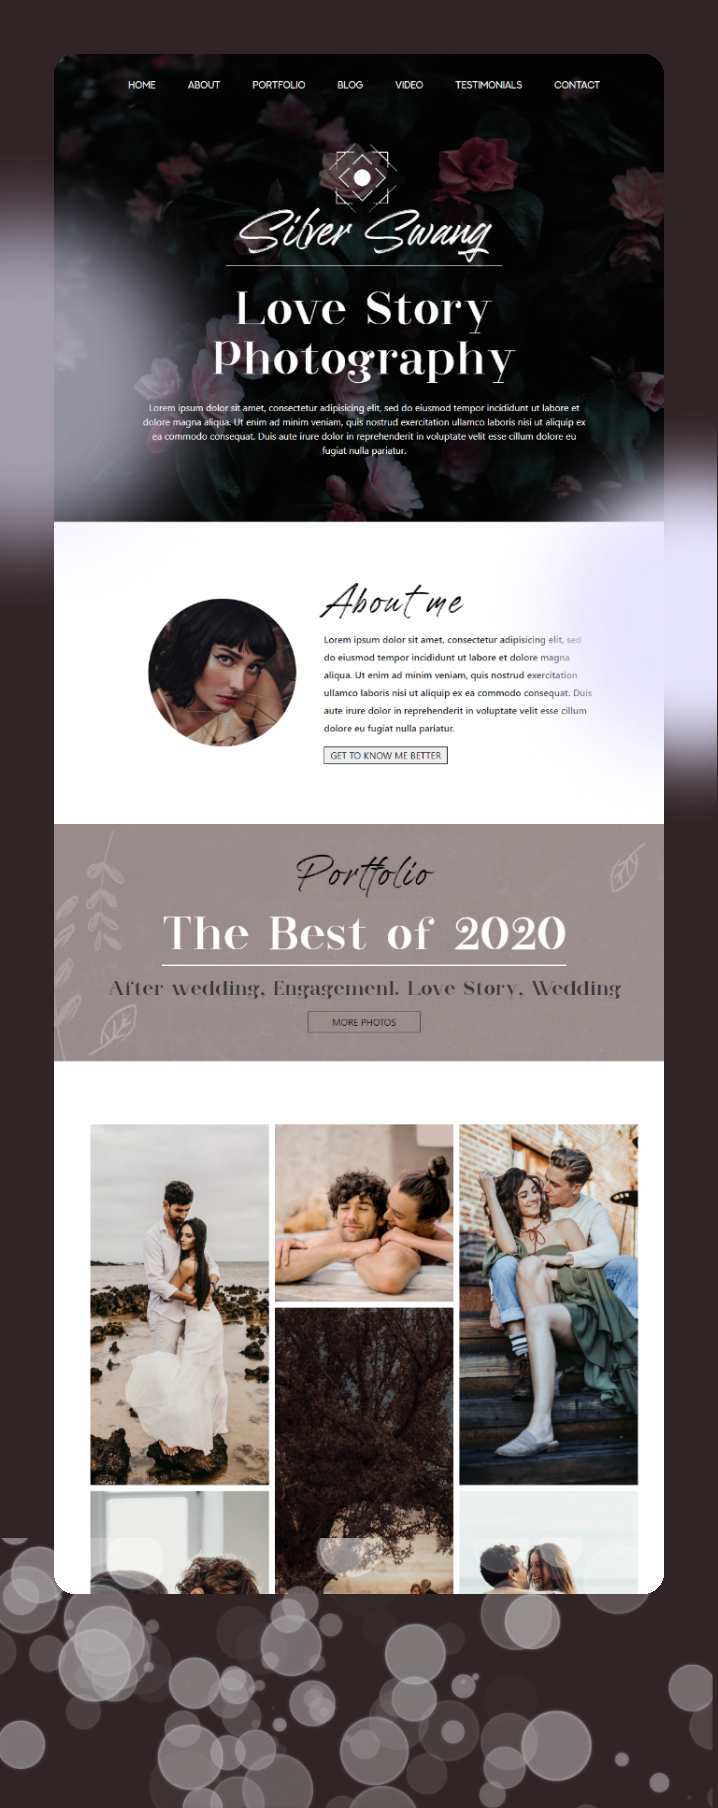 HOME ABOUT PORTFOLIO BLOG VIDEO TESTIMONIALS CONTACT
Silver Swang
Love Story
Photography
Lorem ipsum dolor sit amet, consectetur adipisicing elit, sed do eiusmod tempor incididunt ut labore et
dolore magna aliqua. Ut enim ad minim veniam, quis nostrud exercitation ullamco laboris nisi ut aliquip ex
ea commodo consequat. Duis aute irure dolor in reprehenderit in voluptate velit esse cillum dolore eu
fugiat nulla pariatur.
About me
Lorem ipsum dolor sit amet, consectetur adipisicing elit, sed
do eiusmod tempor incididunt ut labore et dolore magna
aliqua. Ut enim ad minim veniam, quis nostrud exercitation
ullamco laboris nisi ut aliquip ex ea commodo consequat. Duis
aute irure dolor in reprehenderit in voluptate velit esse cillum
dolore eu fugiat nulla pariatur.
GET TO KNOW ME BETTER
Portfolio
The Best of 2020
After wedding, Engagement. Love Story, Wedding
MORE PHOTOS